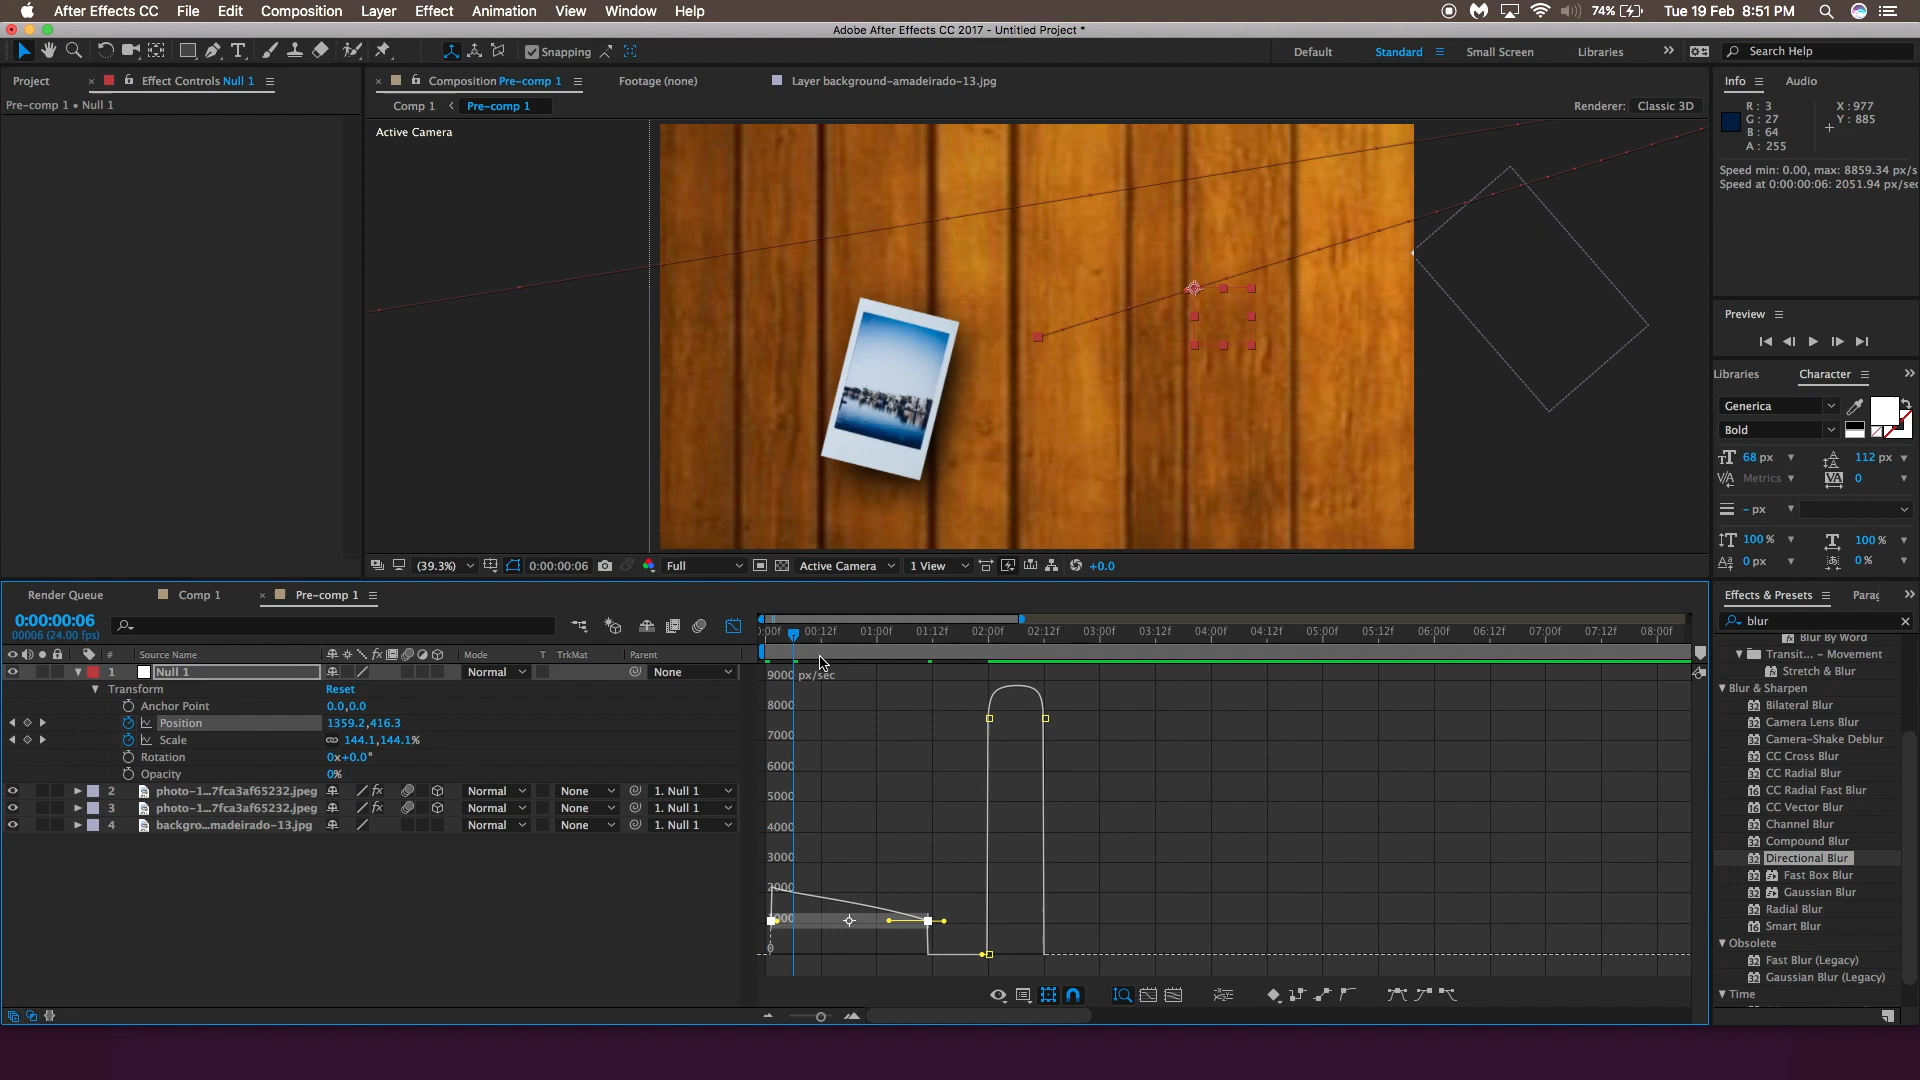 After Effects CC File Edit Composition Layer Effect Animation View Window Help 74% Tue 19 Feb 8:51 PM
Adobe After Effects CC 2017 - Untitled Project *
Snapping Default Standard Small Screen Libraries Search Help
Project Effect Controls Null 1 Composition Pre-comp 1 Footage (none) Layer background-amadeirado-13.jpg Info Audio
Pre-comp 1 • Null 1 Comp 1 Pre-comp 1 Renderer: Classic 3D
Active Camera
R : 3 X : 977
G : 27 Y : 885
B : 64
A : 255
Speed min: 0.00, max: 8859.34 px/s
Speed at 0:00:00:06: 2051.94 px/sec
Preview
Libraries Character
Generica
Bold
68 px 112 px
Metrics 0
- px
100 % 100 %
0 px 0 %
(39.3%) 0:00:00:06 Full Active Camera 1 View +0.0
Render Queue Comp 1 Pre-comp 1
0:00:00:06
00006 (24.00 fps)
:00f 00:12f 01:00f 01:12f 02:00f 02:12f 03:00f 03:12f 04:00f 04:12f 05:00f 05:12f 06:00f 06:12f 07:00f 07:12f 08:00f
# Source Name Mode T TrkMat Parent
1 Null 1 Normal None
Transform Reset
Anchor Point 0.0,0.0
Position 1359.2,416.3
Scale 144.1,144.1%
Rotation 0x+0.0°
Opacity 0%
2 photo-1...7fca3af65232.jpeg Normal None 1. Null 1
3 photo-1...7fca3af65232.jpeg Normal None 1. Null 1
4 backgro...madeirado-13.jpg Normal None 1. Null 1
9000 px/sec
8000
7000
6000
5000
4000
3000
2000
0
Effects & Presets Parag
blur
Blur By Word
Transit... – Movement
Stretch & Blur
Blur & Sharpen
Bilateral Blur
Camera Lens Blur
Camera-Shake Deblur
CC Cross Blur
CC Radial Blur
CC Radial Fast Blur
CC Vector Blur
Channel Blur
Compound Blur
Directional Blur
Fast Box Blur
Gaussian Blur
Radial Blur
Smart Blur
Obsolete
Fast Blur (Legacy)
Gaussian Blur (Legacy)
Time